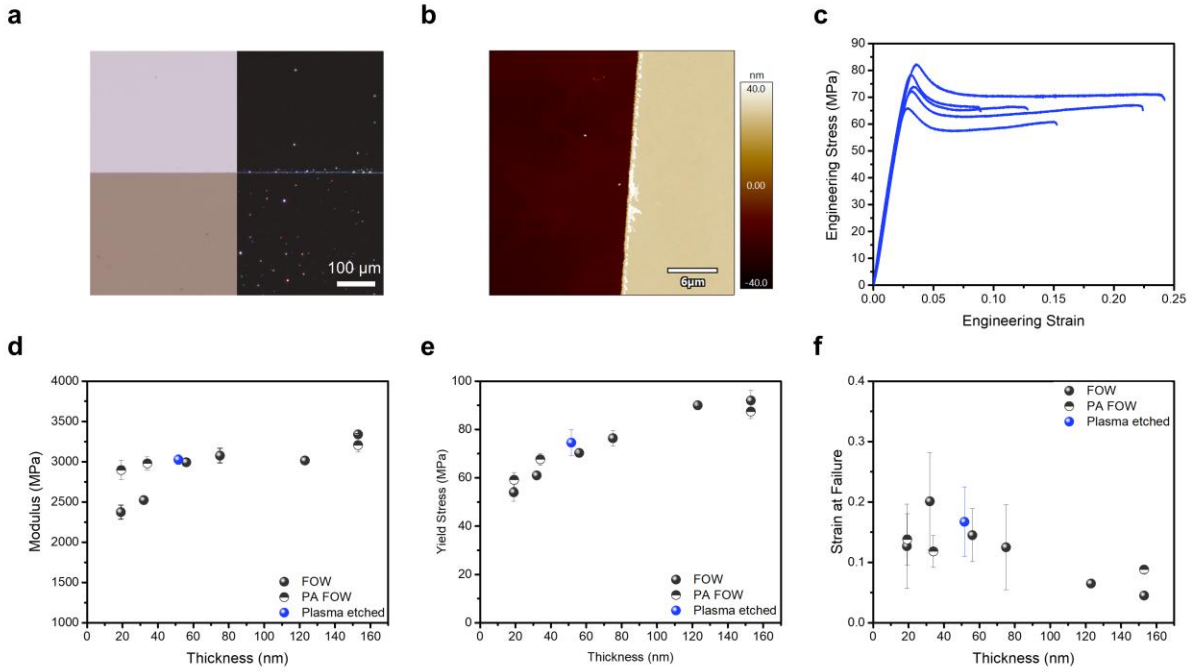 a
b
c
100 µm
nm
40.0
0.00
-40.0
6µm
Engineering Stress (MPa)
90
80
70
60
50
40
30
20
10
0
0.00 0.05 0.10 0.15 0.20 0.25
Engineering Strain
d
e
f
Modulus (MPa)
4000
3500
3000
2500
2000
1500
1000
FOW
PA FOW
Plasma etched
0 20 40 60 80 100 120 140 160
Thickness (nm)
Yield Stress (MPa)
100
80
60
40
20
0
FOW
PA FOW
Plasma etched
0 20 40 60 80 100 120 140 160
Thickness (nm)
Strain at Failure
0.4
0.3
0.2
0.1
0.0
FOW
PA FOW
Plasma etched
0 20 40 60 80 100 120 140 160
Thickness (nm)